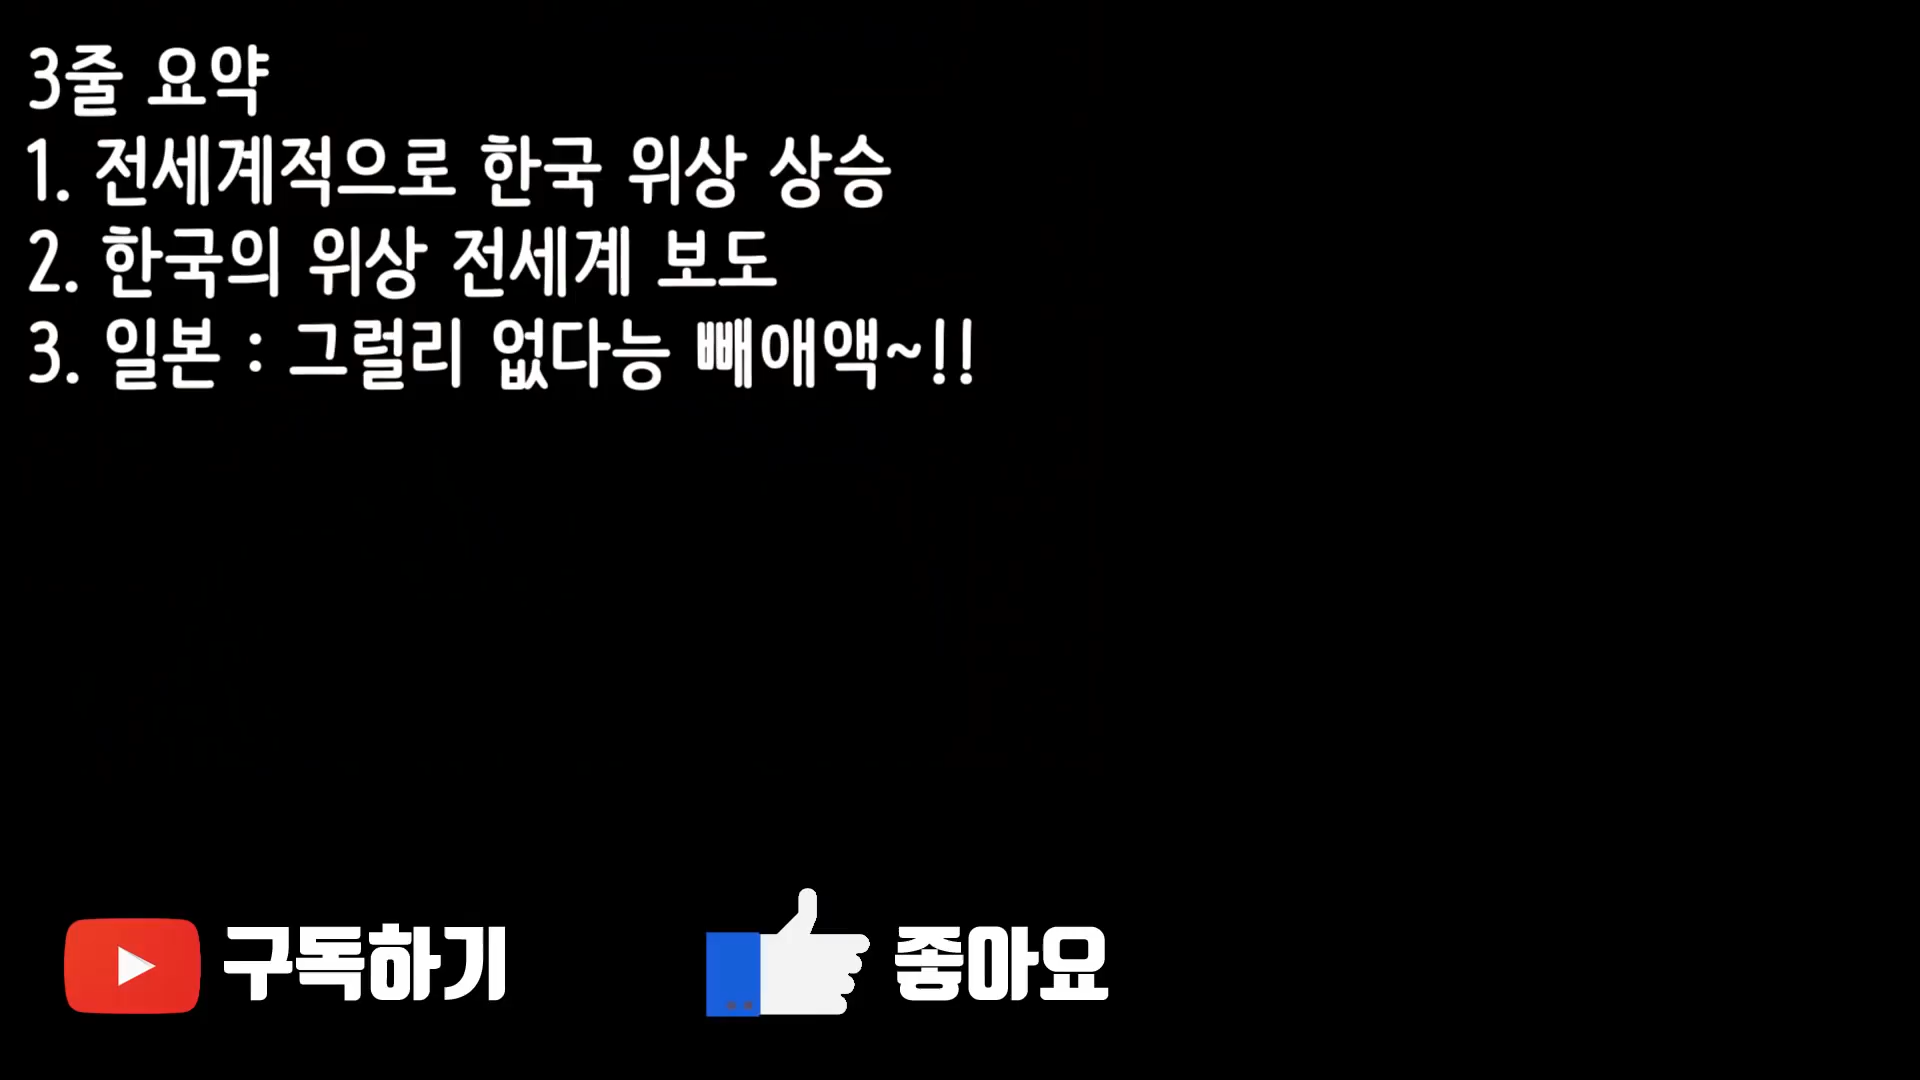 3줄 요약
1. 전세계적으로 한국 위상 상승
2. 한국의 위상 전세계 보도
3. 일본 : 그럴리 없다능 빼애액~!!
구독하기
좋아요